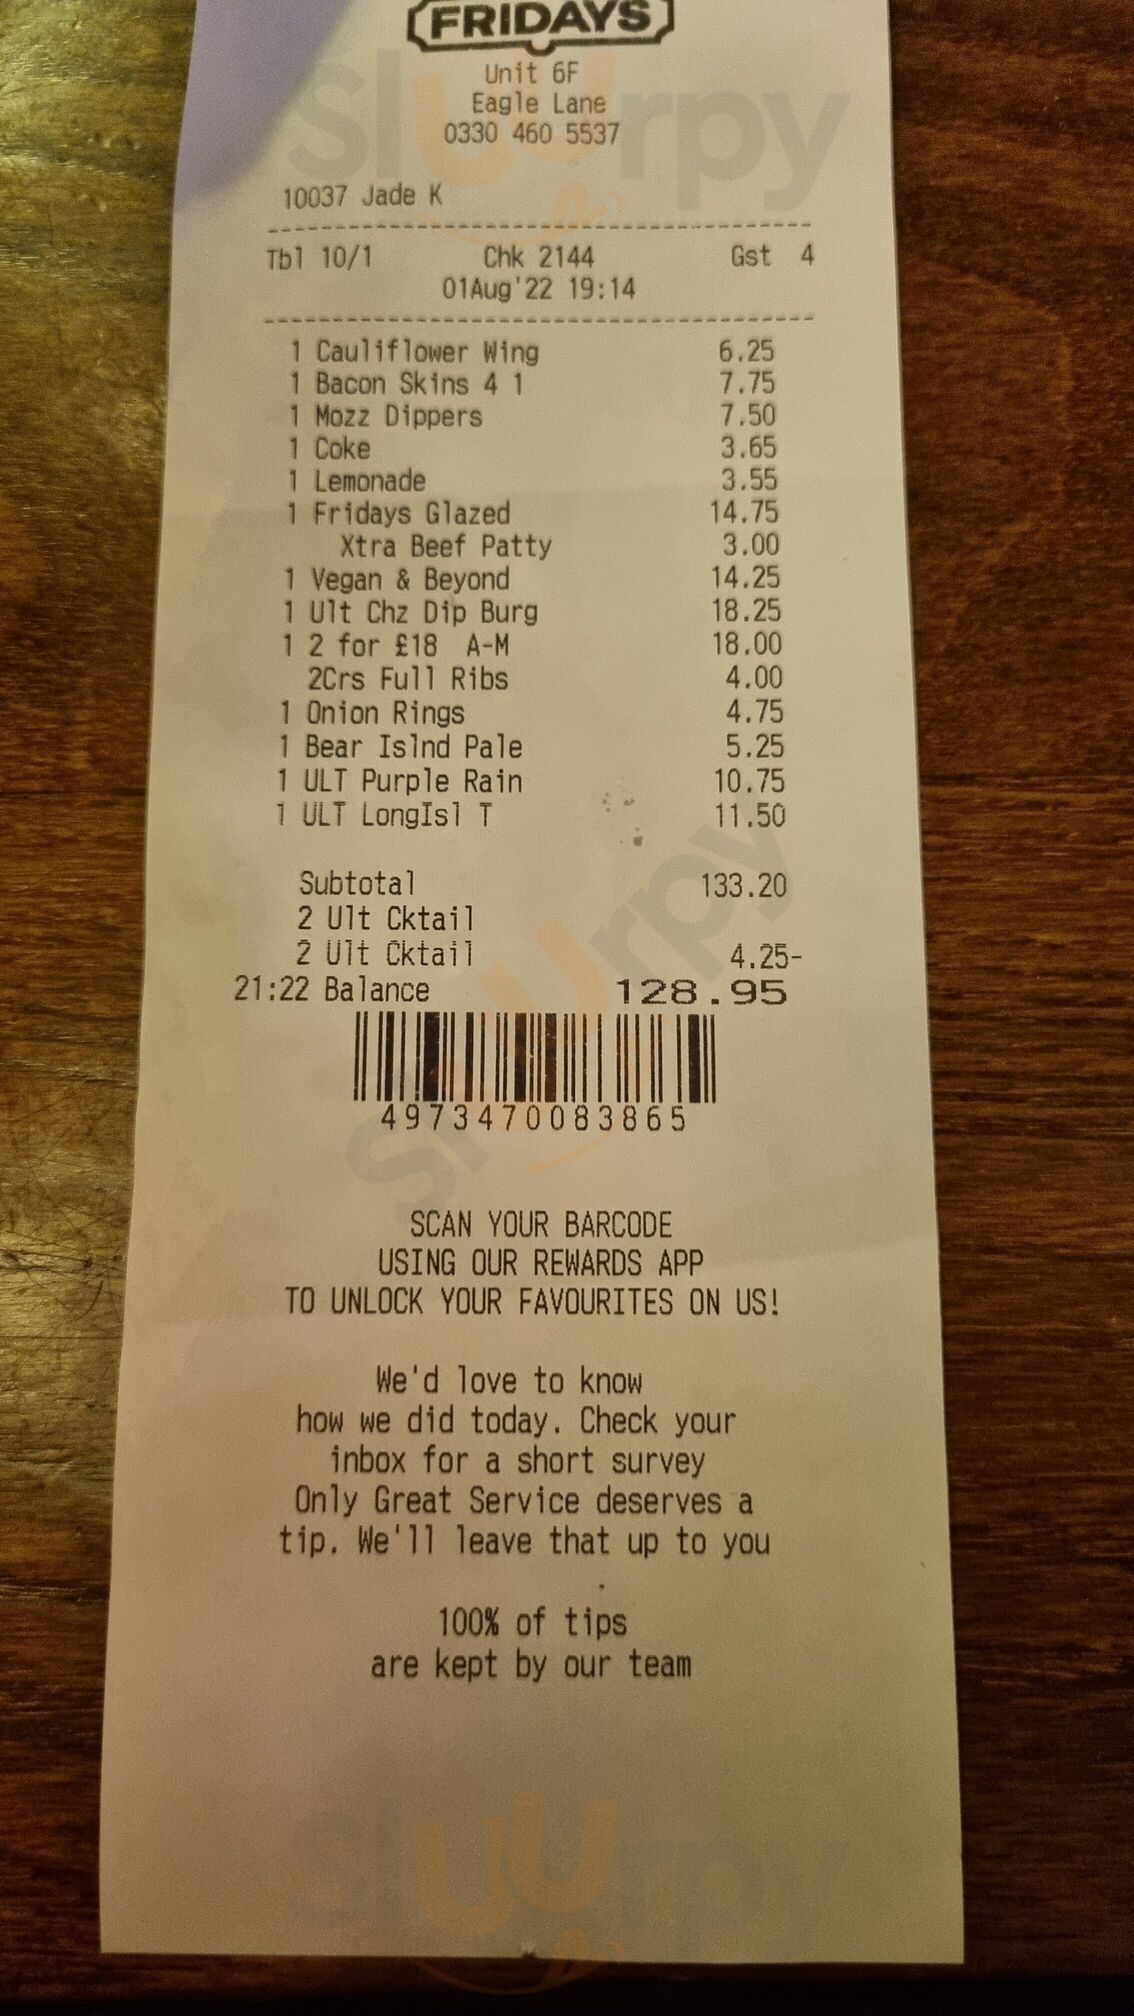 FRIDAYS
Unit 6F
Eagle Lane
0330 460 5537
10037 Jade K
Tbl 10/1 Chk 2144 Gst 4
01Aug'22 19:14
1 Cauliflower Wing 6.25
1 Bacon Skins 4 1 7.75
1 Mozz Dippers 7.50
1 Coke 3.65
1 Lemonade 3.55
1 Fridays Glazed 14.75
Xtra Beef Patty 3.00
1 Vegan & Beyond 14.25
1 Ult Chz Dip Burg 18.25
1 2 for £18 A-M 18.00
2Crs Full Ribs 4.00
1 Onion Rings 4.75
1 Bear Islnd Pale 5.25
1 ULT Purple Rain 10.75
1 ULT LongIsl T 11.50
Subtotal 133.20
2 Ult Cktail
2 Ult Cktail 4.25-
21:22 Balance 128.95
4973470083865
SCAN YOUR BARCODE
USING OUR REWARDS APP
TO UNLOCK YOUR FAVOURITES ON US!
We'd love to know
how we did today. Check your
inbox for a short survey
Only Great Service deserves a
tip. We'll leave that up to you
.
100% of tips
are kept by our team
Sluurpy
Sluurpy
Sluurpy